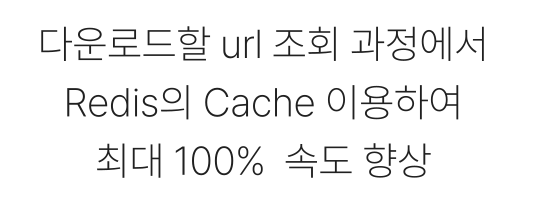 다운로드할 url 조회 과정에서
Redis의 Cache 이용하여
최대 100% 속도 향상